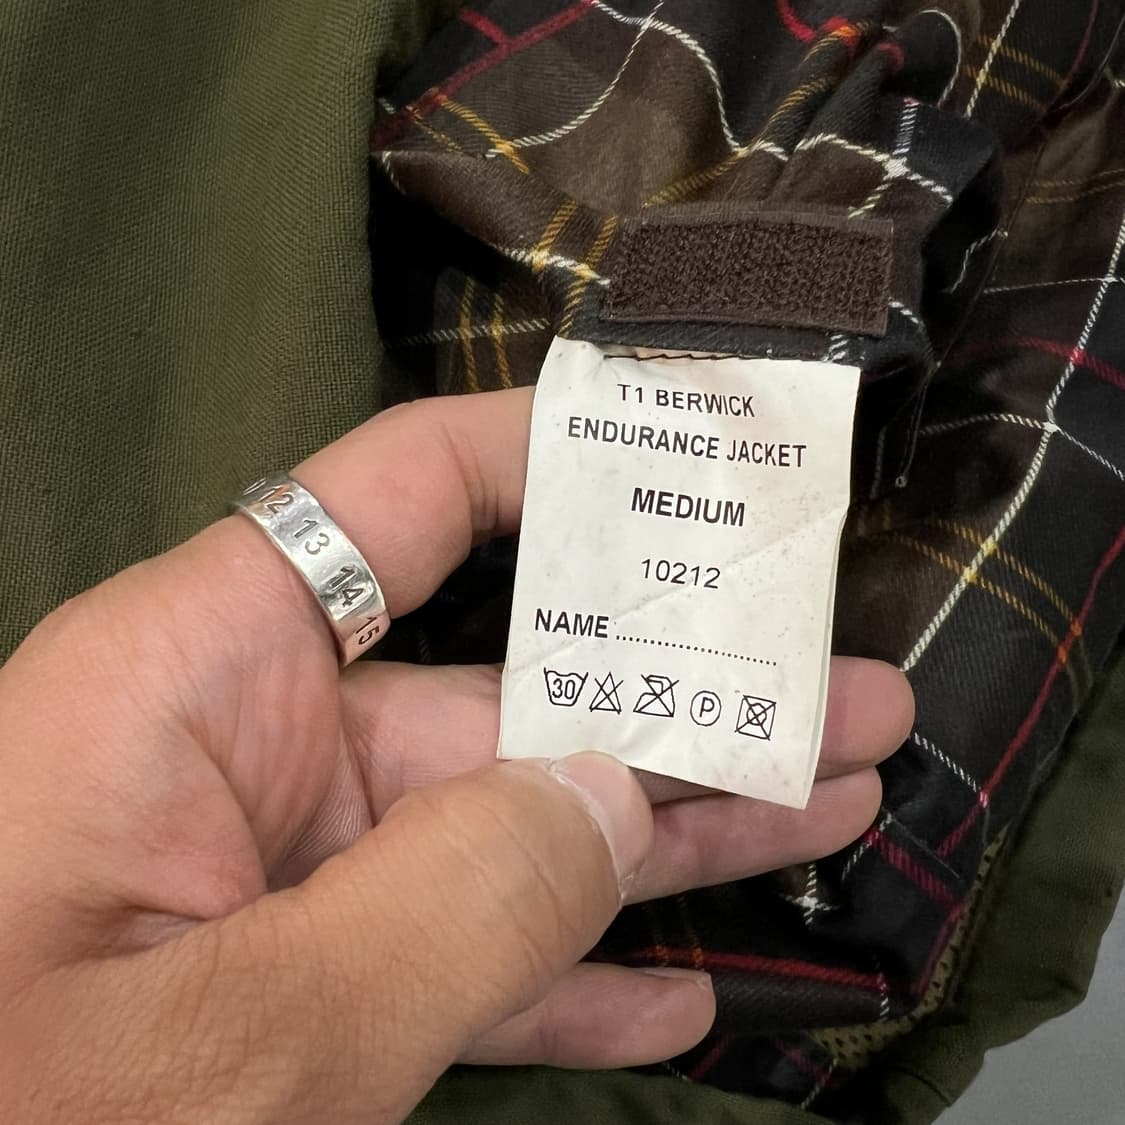 T1 BERWICK
ENDURANCE JACKET
MEDIUM
10212
NAME ........................
30 P
12 13 14 15